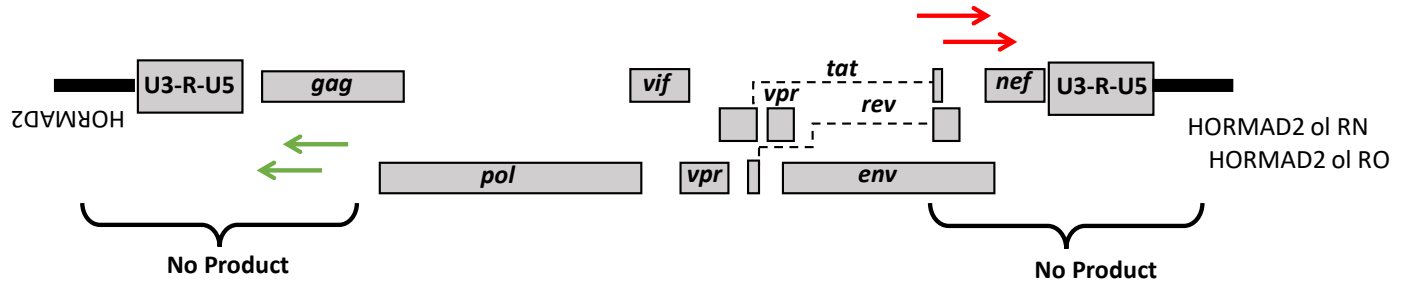 tat
U3-R-U5
gag
vif
vpr
rev
nef
U3-R-U5
HORMAD2
HORMAD2 ol RN
HORMAD2 ol RO
pol
vpr
env
No Product
No Product